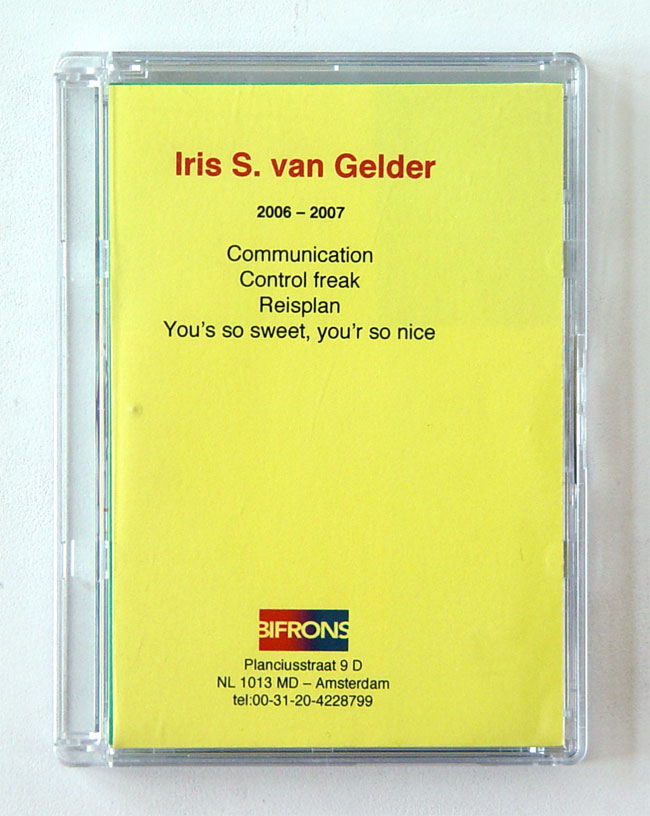 Iris S. van Gelder
2006 – 2007
Communication
Control freak
Reisplan
You's so sweet, you'r so nice
BIFRONS
Planciusstraat 9 D
NL 1013 MD – Amsterdam
tel:00-31-20-4228799